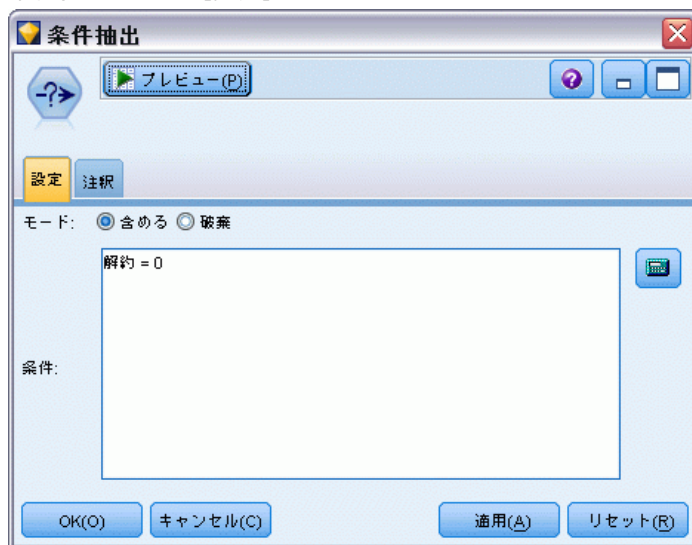 条件抽出
プレビュー(P)
設定 注釈
モード: 含める 破棄
解約 = 0
条件:
OK(O) キャンセル(C) 適用(A) リセット(R)